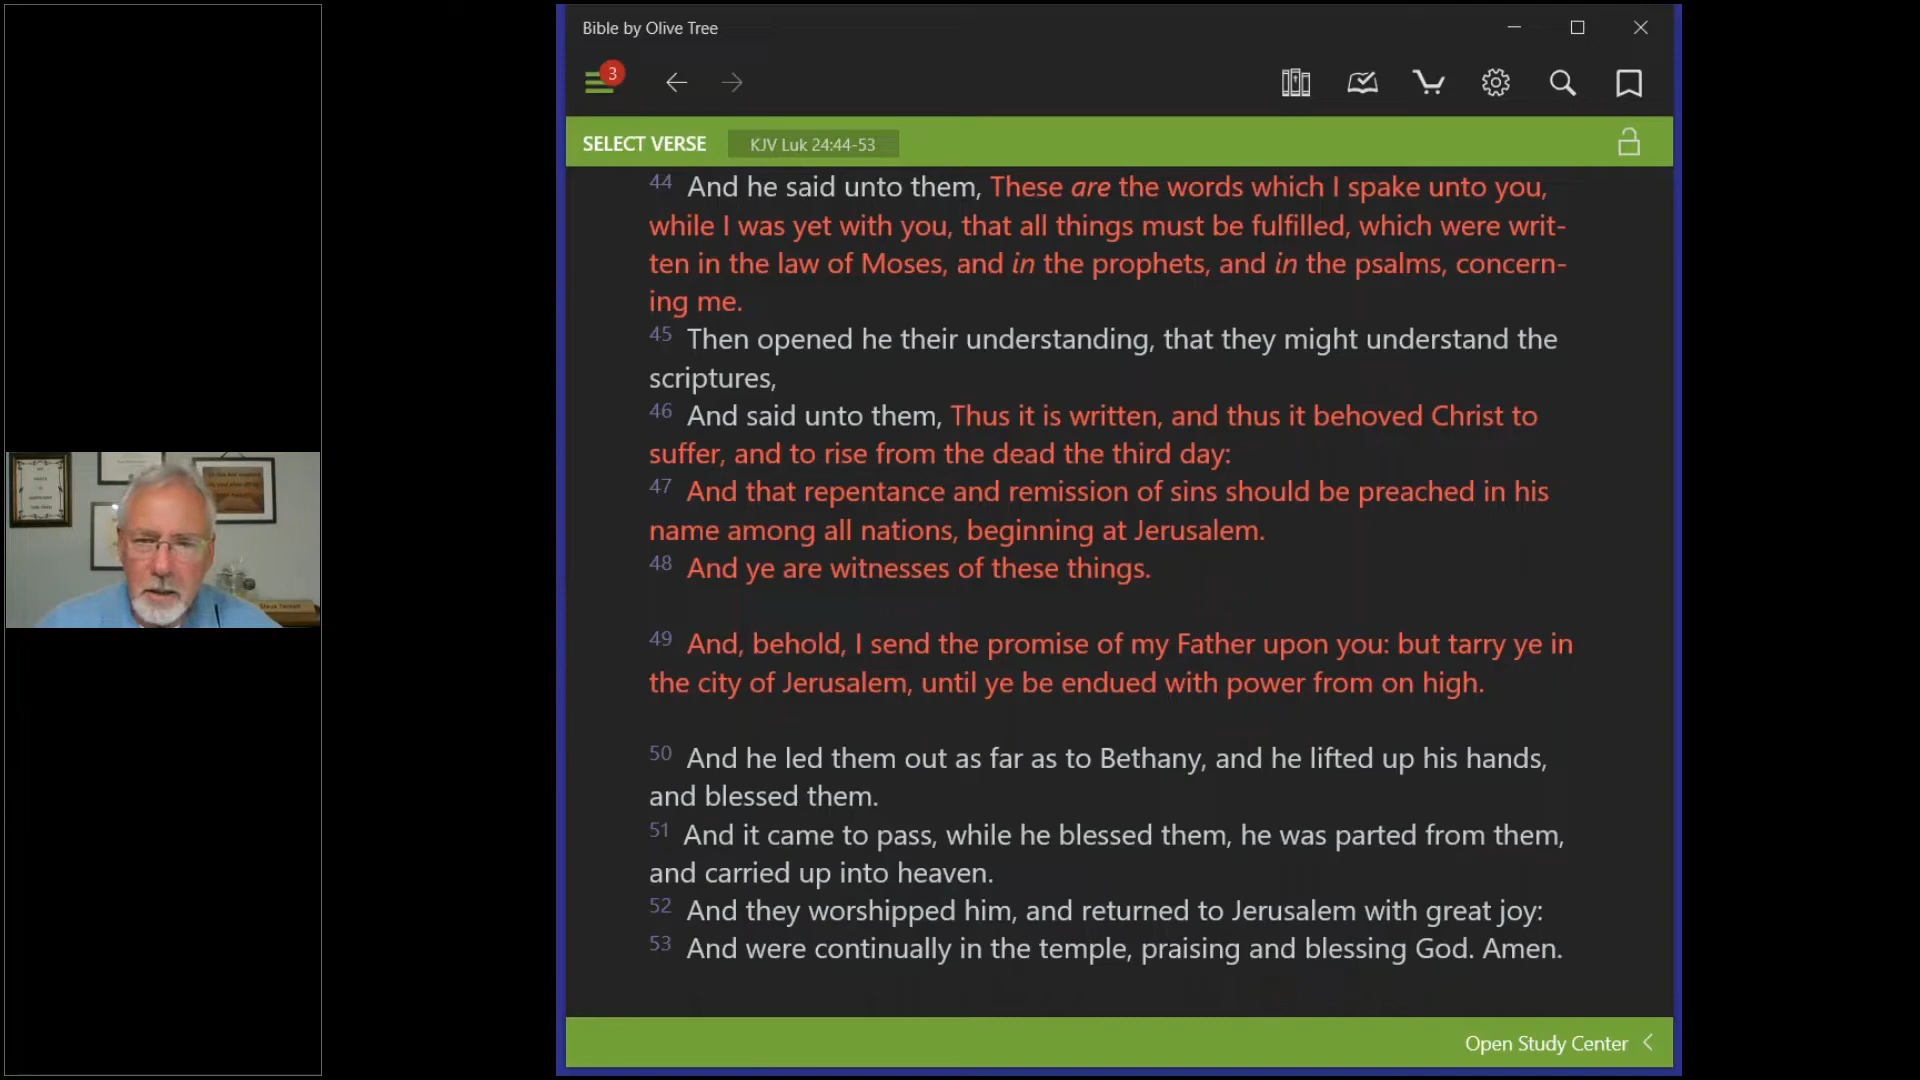 Bible by Olive Tree
3
SELECT VERSE KJV Luk 24:44-53
44 And he said unto them, These are the words which I spake unto you,
while I was yet with you, that all things must be fulfilled, which were writ-
ten in the law of Moses, and in the prophets, and in the psalms, concern-
ing me.
45 Then opened he their understanding, that they might understand the
scriptures,
46 And said unto them, Thus it is written, and thus it behoved Christ to
suffer, and to rise from the dead the third day:
47 And that repentance and remission of sins should be preached in his
name among all nations, beginning at Jerusalem.
48 And ye are witnesses of these things.
49 And, behold, I send the promise of my Father upon you: but tarry ye in
the city of Jerusalem, until ye be endued with power from on high.
50 And he led them out as far as to Bethany, and he lifted up his hands,
and blessed them.
51 And it came to pass, while he blessed them, he was parted from them,
and carried up into heaven.
52 And they worshipped him, and returned to Jerusalem with great joy:
53 And were continually in the temple, praising and blessing God. Amen.
Open Study Center